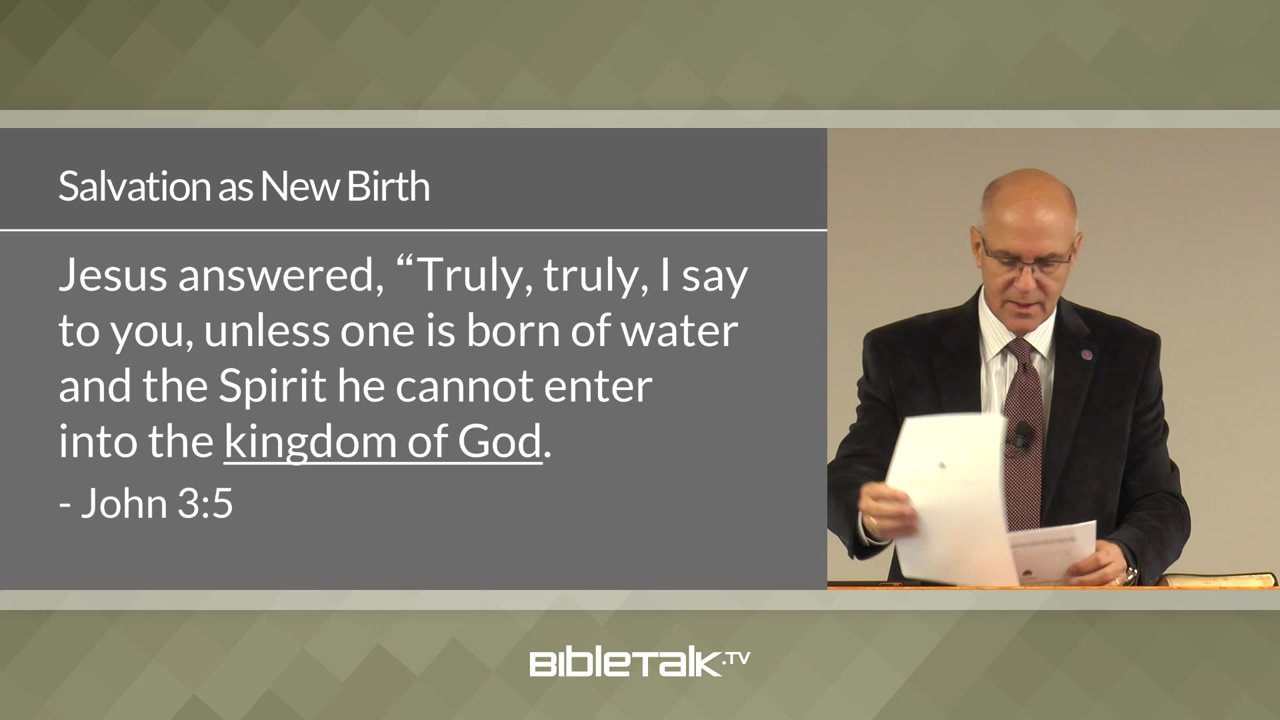 Salvation as New Birth
Jesus answered, “Truly, truly, I say
to you, unless one is born of water
and the Spirit he cannot enter
into the kingdom of God.
- John 3:5
BIBLETALK.TV